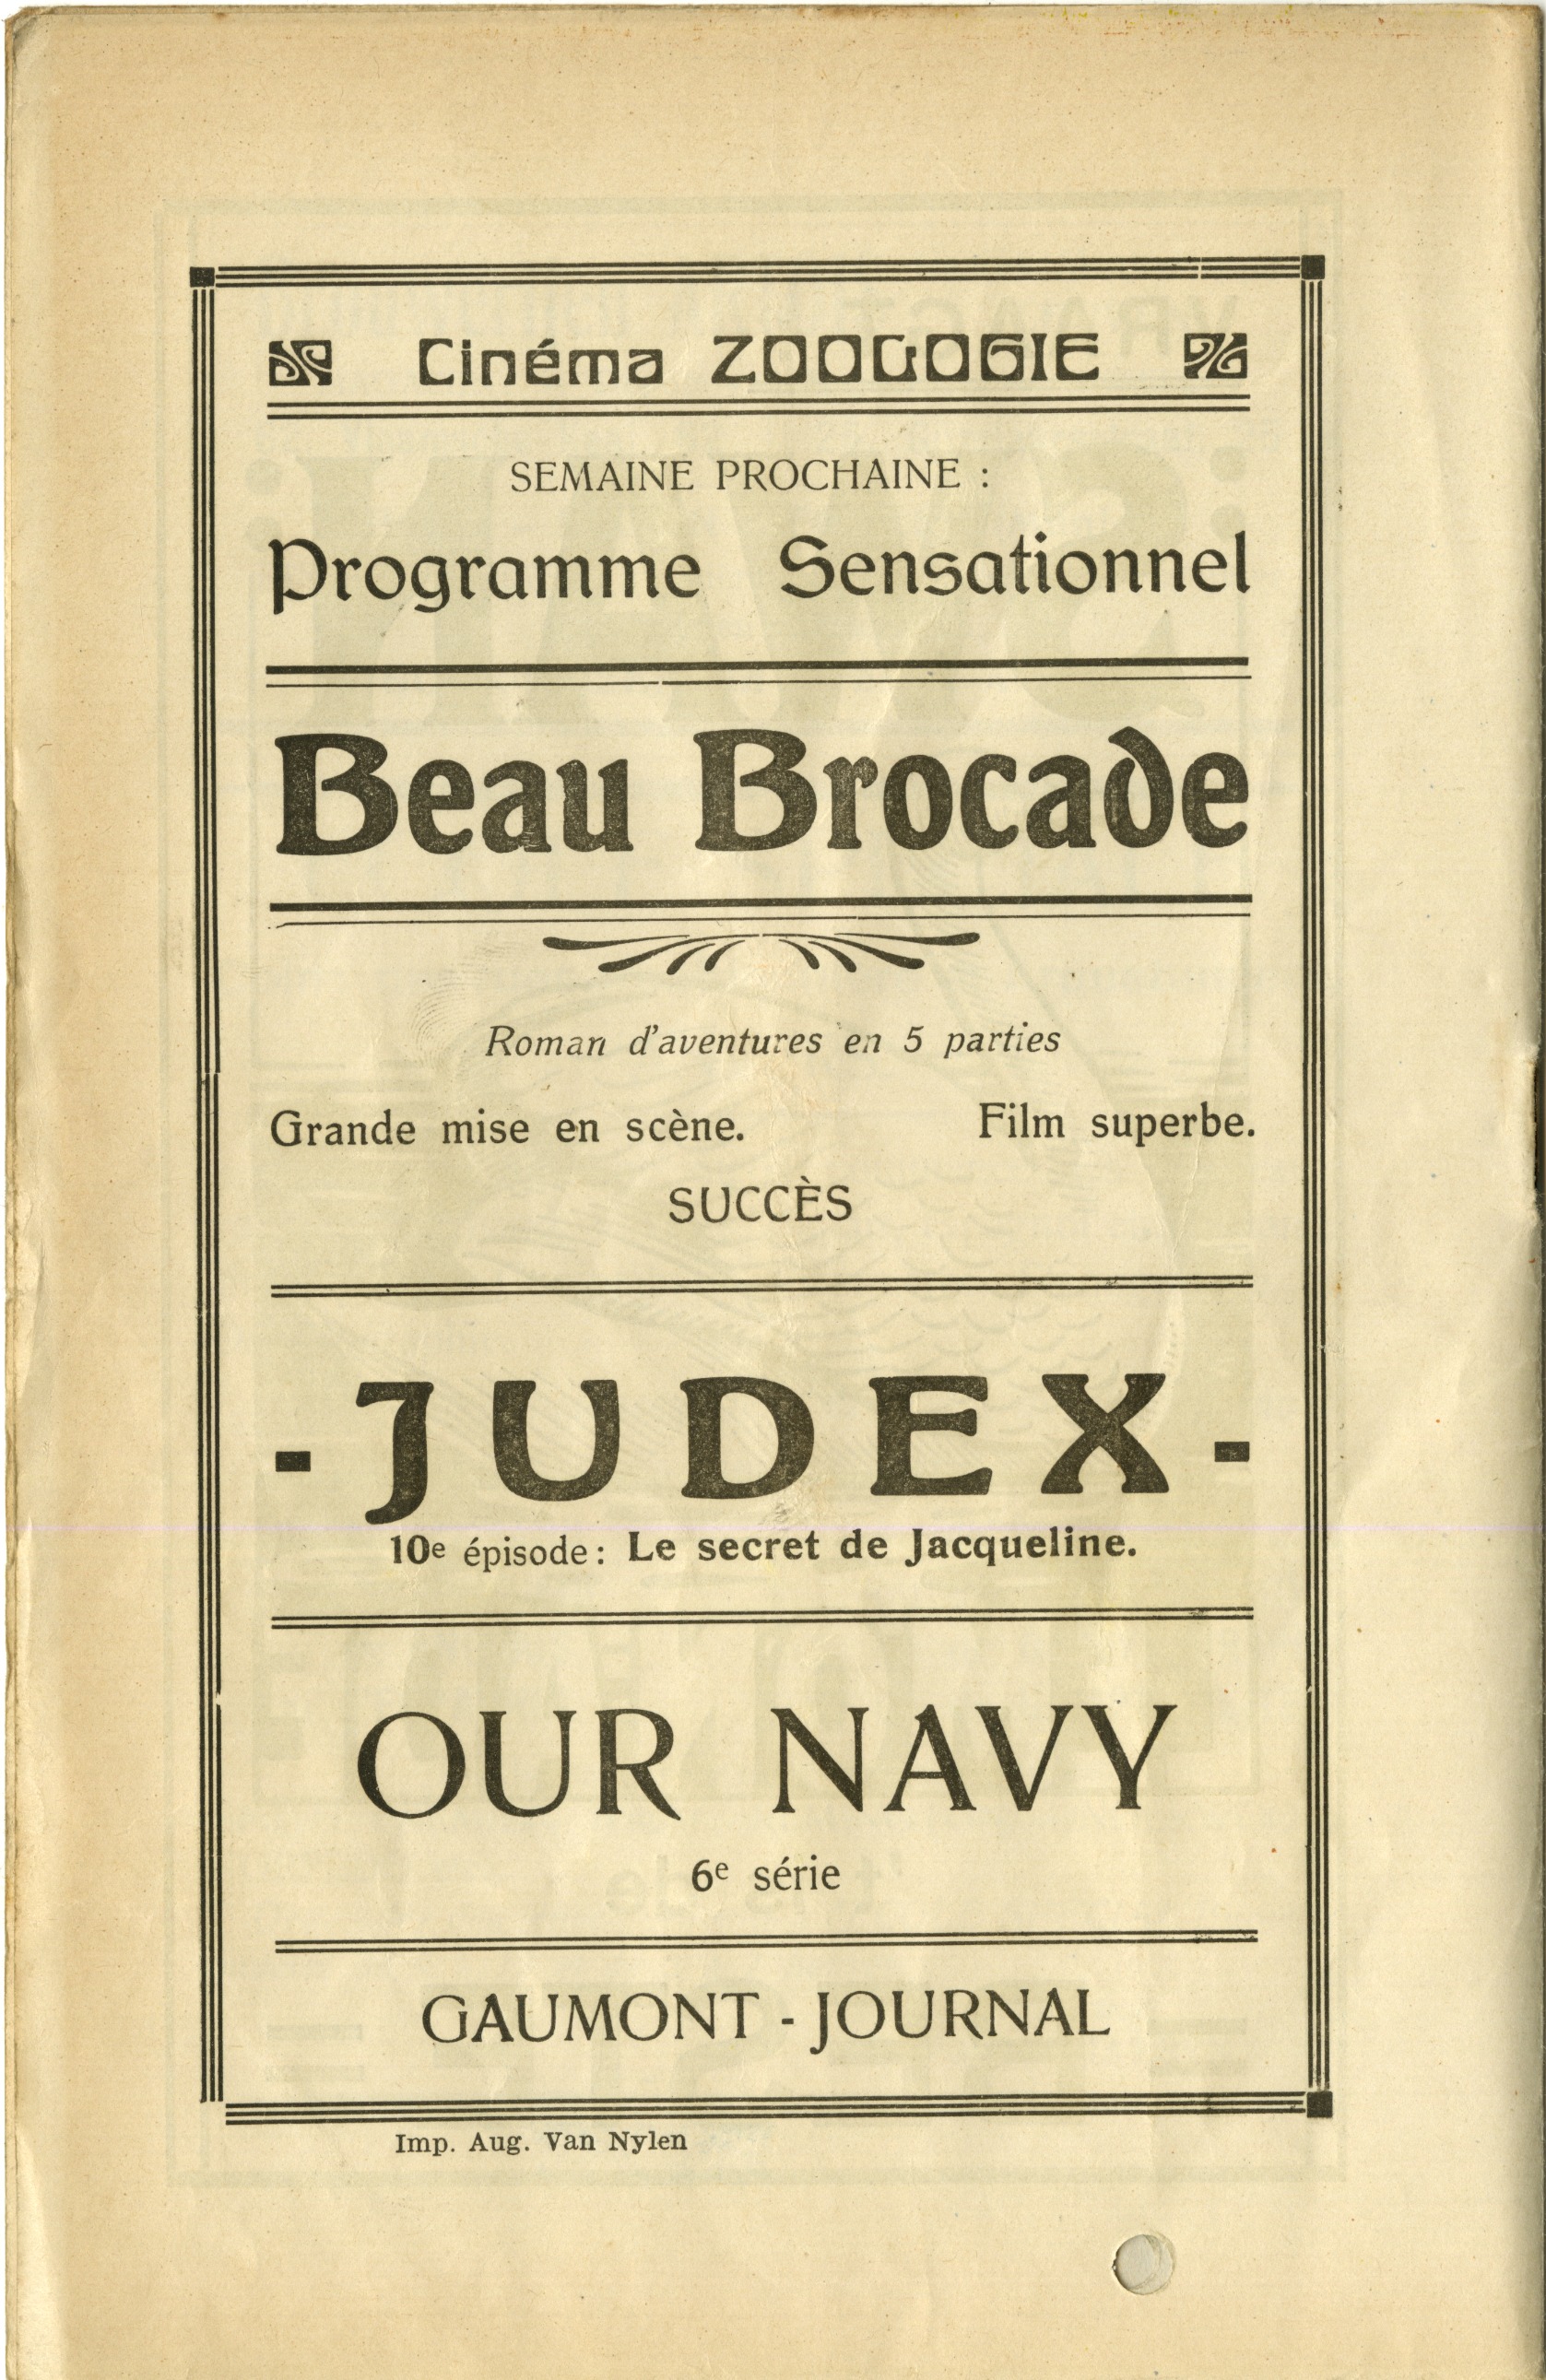 Cinéma ZOOLOGIE
SEMAINE PROCHAINE :
Programme Sensationnel
Beau Brocade
Roman d'aventures en 5 parties
Grande mise en scène. Film superbe.
SUCCÈS
- JUDEX -
10e épisode : Le secret de Jacqueline.
OUR NAVY
6e série
GAUMONT - JOURNAL
Imp. Aug. Van Nylen